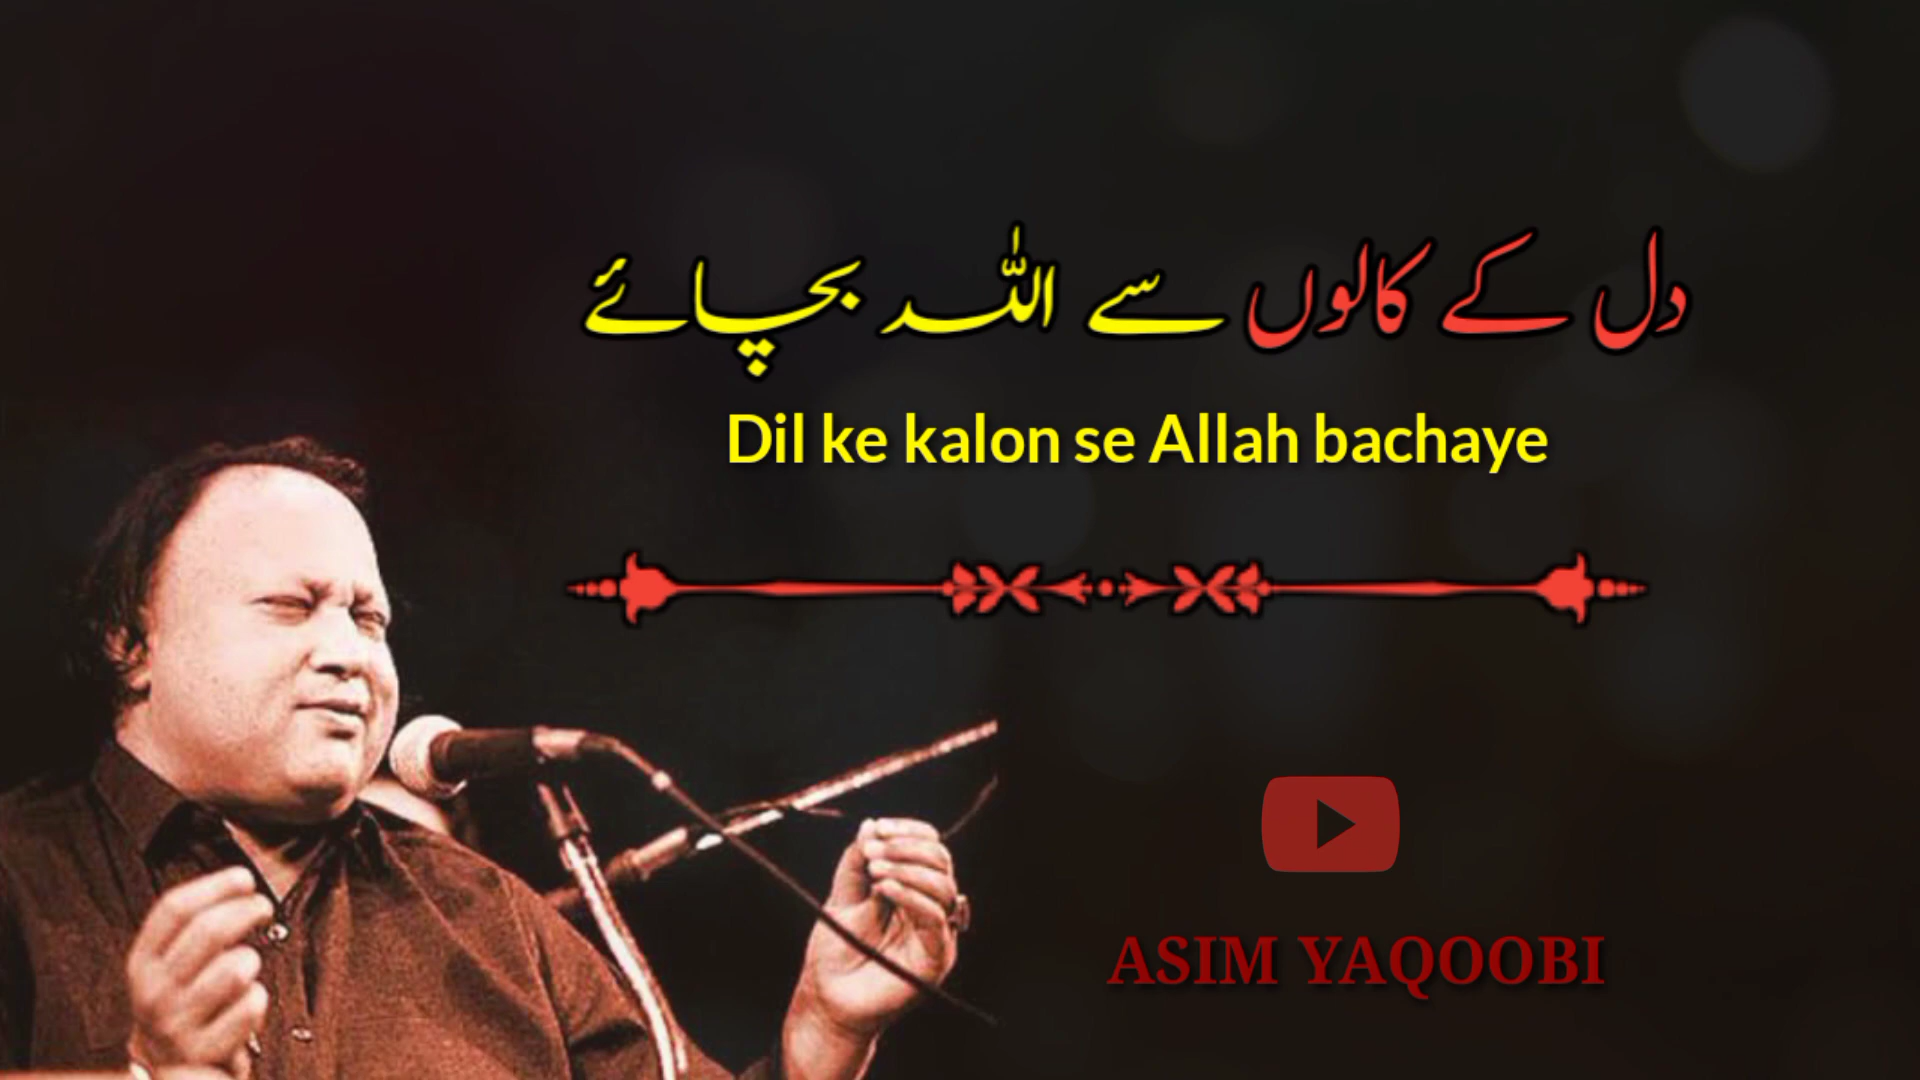 دل کے کالوں سے اللہ بچائے
Dil ke kalon se Allah bachaye
ASIM YAQOOBI